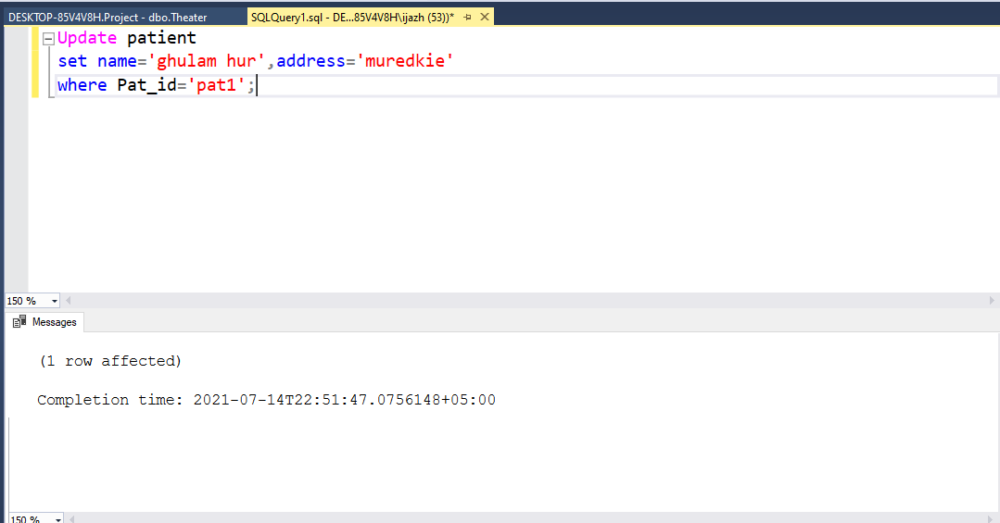 DESKTOP-85V4V8H.Project - dbo.Theater SQLQuery1.sql - DE...85V4V8H\ijazh (53))*
Update patient
set name='ghulam hur',address='muredkie'
where Pat_id='pat1';
150 %
Messages
(1 row affected)
Completion time: 2021-07-14T22:51:47.0756148+05:00
150 %